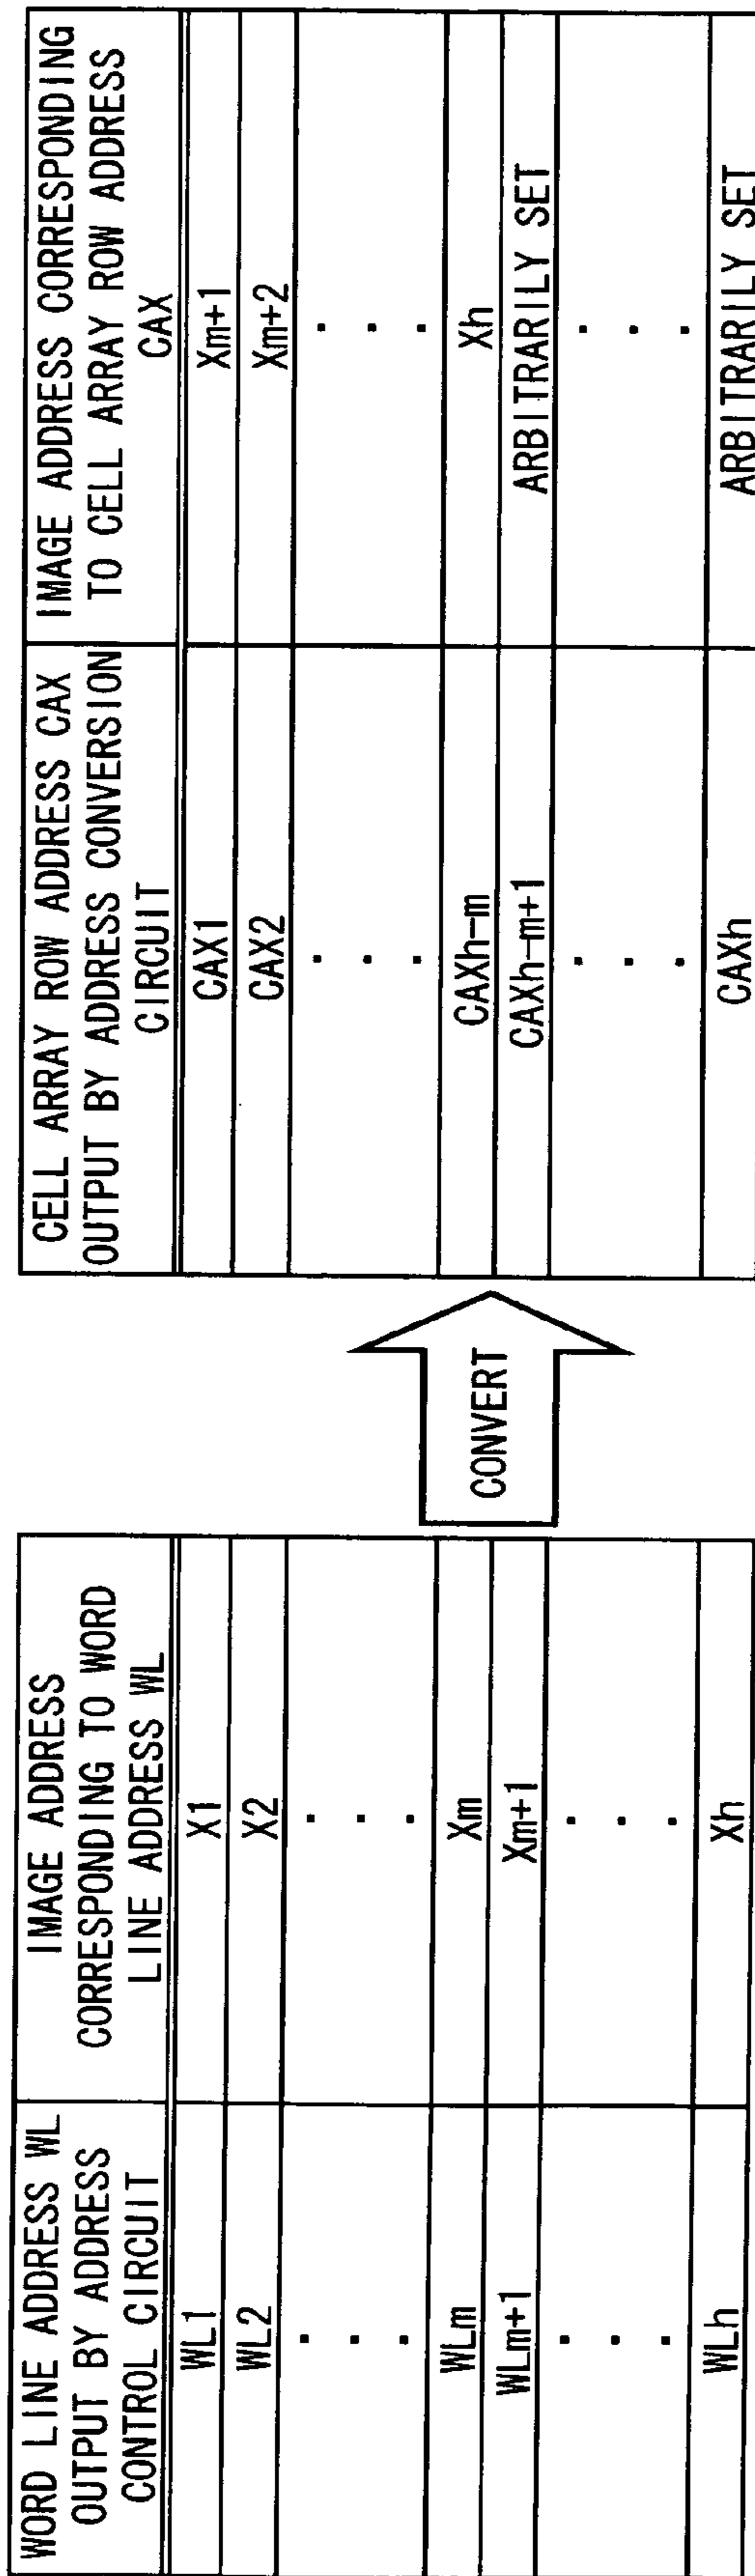 WORD LINE ADDRESS WL
OUTPUT BY ADDRESS
CONTROL CIRCUIT
IMAGE ADDRESS
CORRESPONDING TO WORD
LINE ADDRESS WL
WL1 X1
WL2 X2
. .
. .
. .
WLm Xm
WLm+1 Xm+1
. .
. .
. .
WLh Xh
CONVERT
CELL ARRAY ROW ADDRESS CAX
OUTPUT BY ADDRESS CONVERSION
CIRCUIT
IMAGE ADDRESS CORRESPONDING
TO CELL ARRAY ROW ADDRESS
CAX
CAX1 Xm+1
CAX2 Xm+2
. .
. .
. .
CAXh-m Xh
CAXh-m+1 ARBITRARILY SET
. .
. .
. .
CAXh ARBITRARILY SET